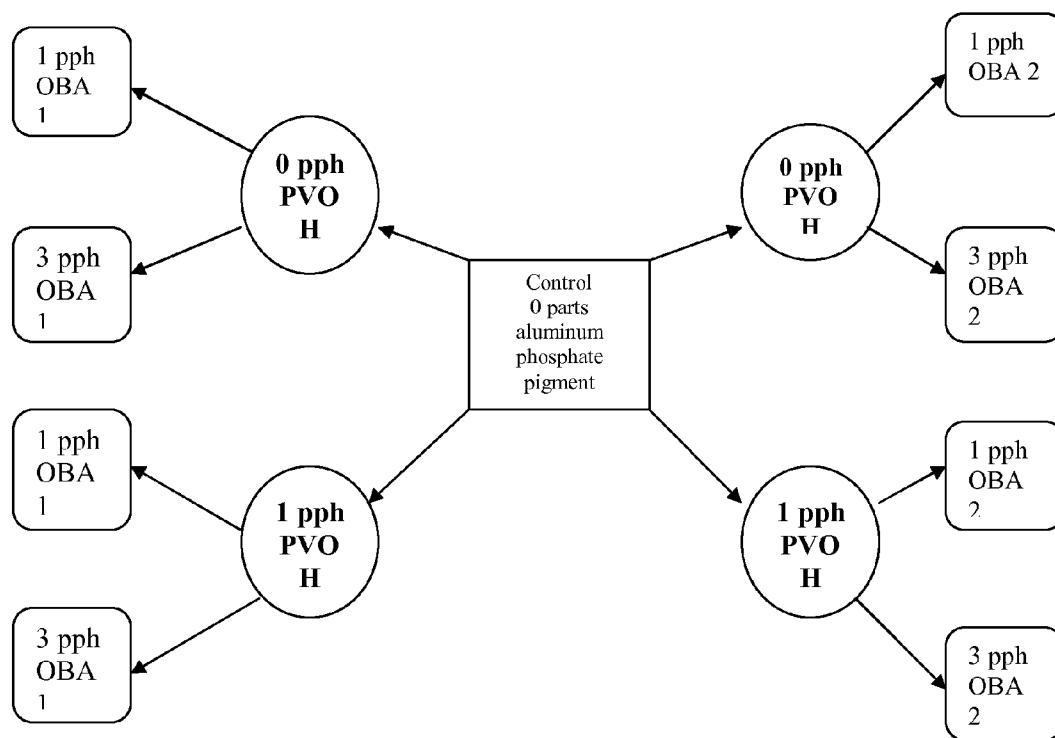 1 pph
OBA
1
1 pph
OBA 2
0 pph
PVO
H
0 pph
PVO
H
3 pph
OBA
1
3 pph
OBA
2
Control
0 parts
aluminum
phosphate
pigment
1 pph
OBA
1
1 pph
OBA
2
1 pph
PVO
H
1 pph
PVO
H
3 pph
OBA
1
3 pph
OBA
2